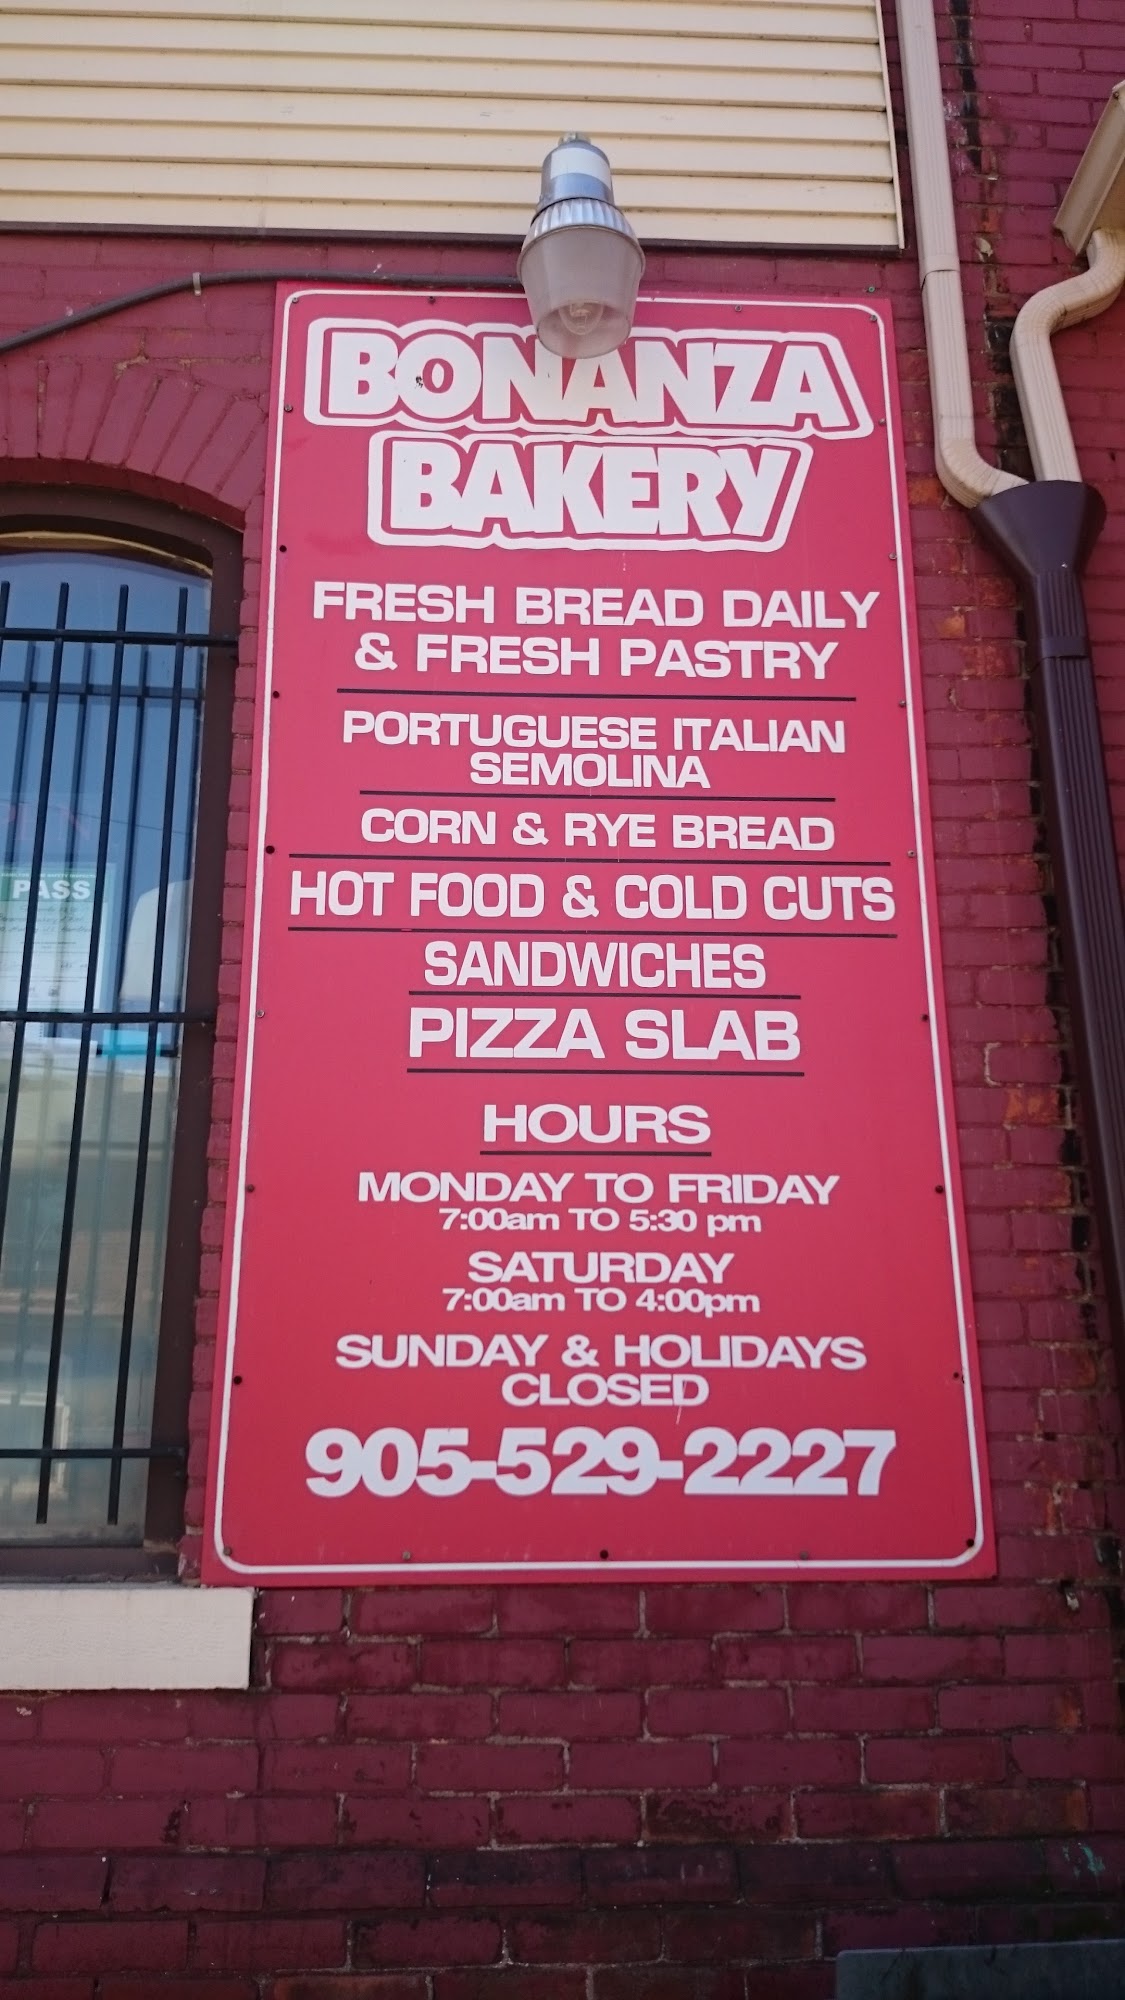 BONANZA
BAKERY
FRESH BREAD DAILY
& FRESH PASTRY
PORTUGUESE ITALIAN
SEMOLINA
CORN & RYE BREAD
HOT FOOD & COLD CUTS
SANDWICHES
PIZZA SLAB
HOURS
MONDAY TO FRIDAY
7:00am TO 5:30 pm
SATURDAY
7:00am TO 4:00pm
SUNDAY & HOLIDAYS
CLOSED
905-529-2227
PASS